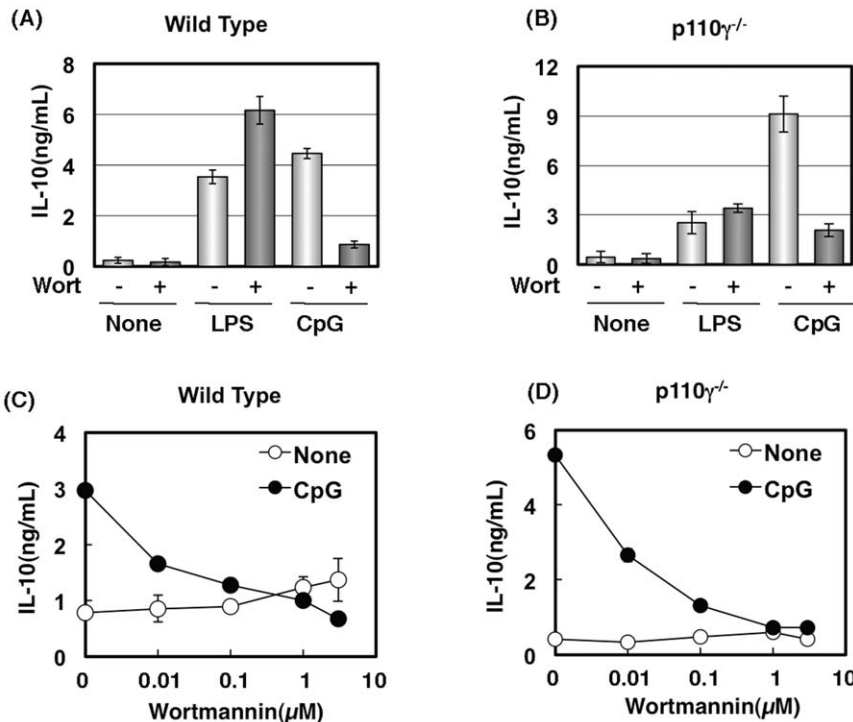 (A)
Wild Type
IL-10(ng/mL)
8
6
4
2
0
Wort - + - + - +
None LPS CpG
(B)
p110γ-/-
IL-10(ng/mL)
12
9
6
3
0
Wort - + - + - +
None LPS CpG
(C)
Wild Type
IL-10(ng/mL)
4
3
2
1
0
None
CpG
0 0.01 0.1 1 10
Wortmannin(μM)
(D)
p110γ-/-
IL-10(ng/mL)
6
4
2
0
None
CpG
0 0.01 0.1 1 10
Wortmannin(μM)